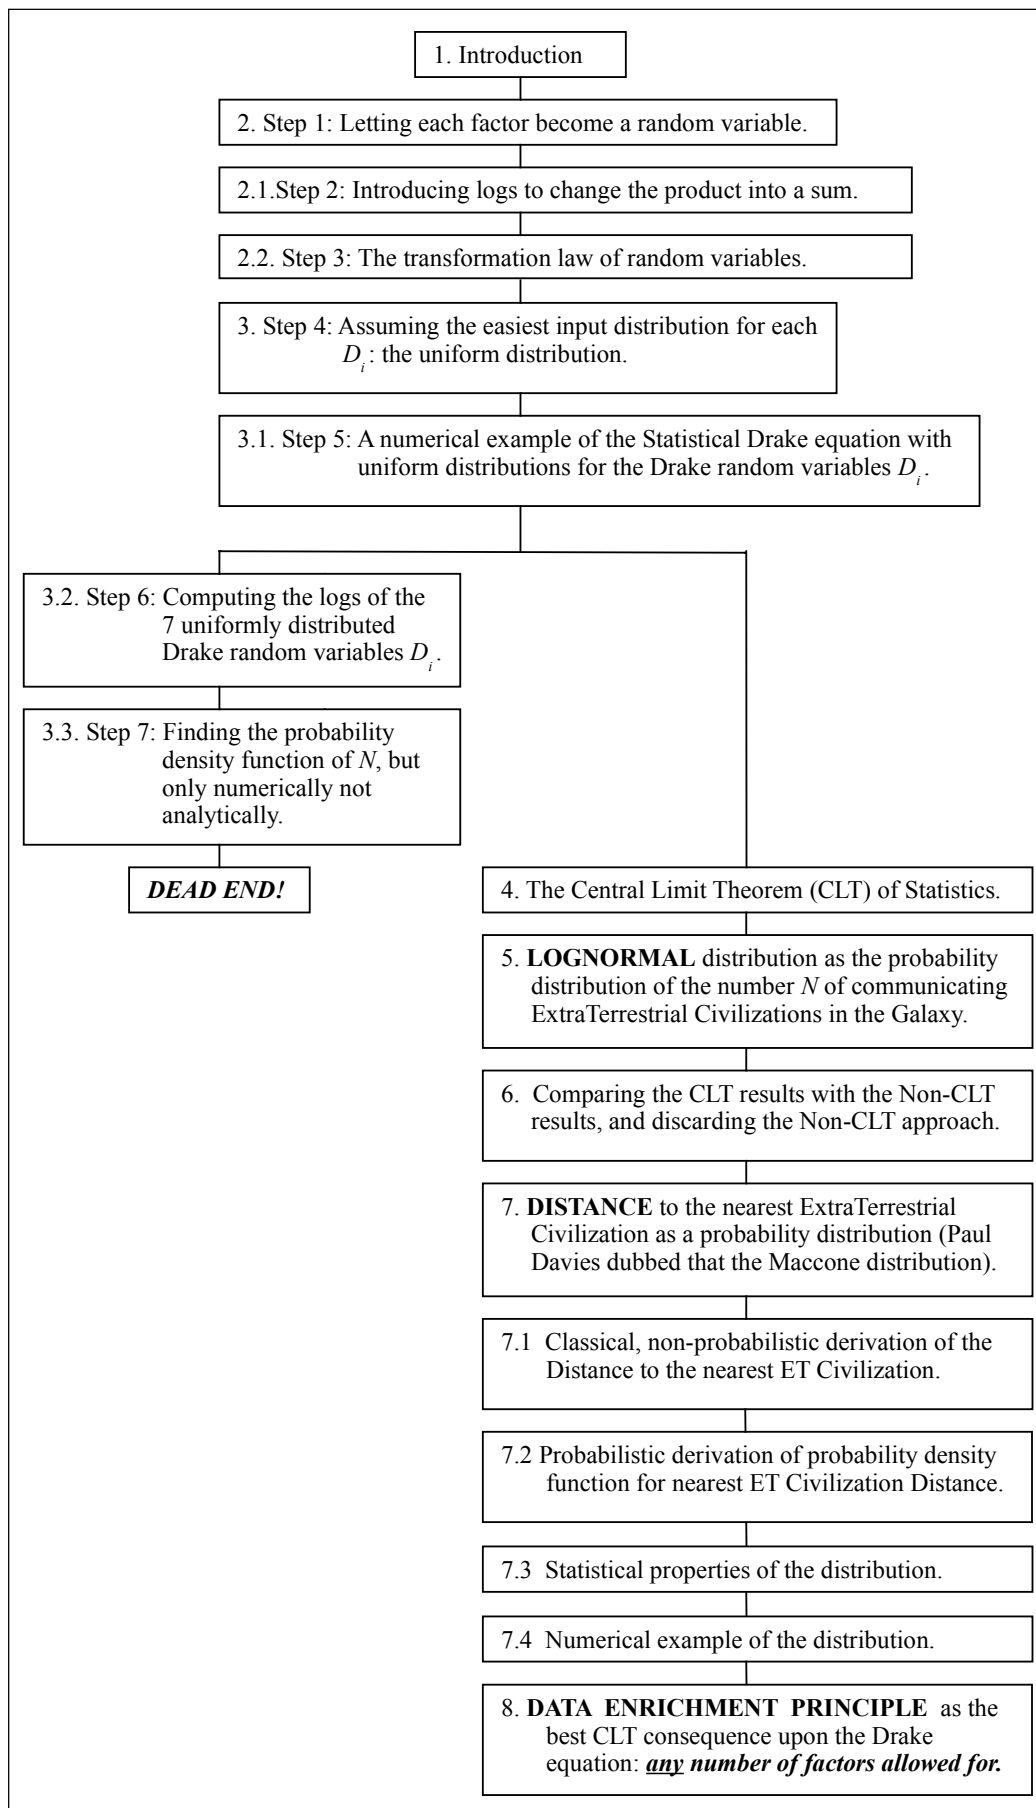 1. Introduction
2. Step 1: Letting each factor become a random variable.
2.1.Step 2: Introducing logs to change the product into a sum.
2.2. Step 3: The transformation law of random variables.
3. Step 4: Assuming the easiest input distribution for each
D_i: the uniform distribution.
3.1. Step 5: A numerical example of the Statistical Drake equation with
uniform distributions for the Drake random variables D_i.
3.2. Step 6: Computing the logs of the
7 uniformly distributed
Drake random variables D_i.
3.3. Step 7: Finding the probability
density function of N, but
only numerically not
analytically.
DEAD END!
4. The Central Limit Theorem (CLT) of Statistics.
5. LOGNORMAL distribution as the probability
distribution of the number N of communicating
ExtraTerrestrial Civilizations in the Galaxy.
6. Comparing the CLT results with the Non-CLT
results, and discarding the Non-CLT approach.
7. DISTANCE to the nearest ExtraTerrestrial
Civilization as a probability distribution (Paul
Davies dubbed that the Maccone distribution).
7.1 Classical, non-probabilistic derivation of the
Distance to the nearest ET Civilization.
7.2 Probabilistic derivation of probability density
function for nearest ET Civilization Distance.
7.3 Statistical properties of the distribution.
7.4 Numerical example of the distribution.
8. DATA ENRICHMENT PRINCIPLE as the
best CLT consequence upon the Drake
equation: any number of factors allowed for.